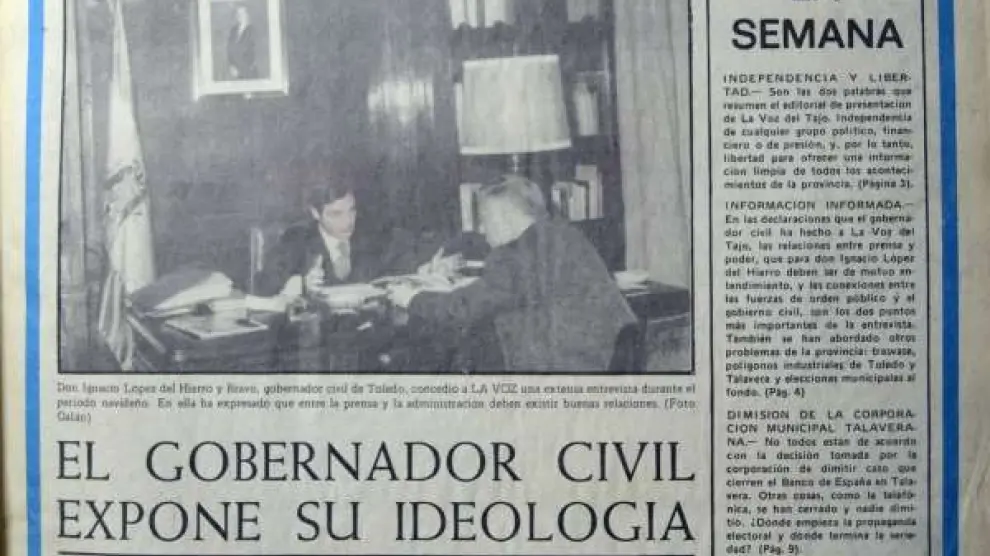 Don Ignacio López del Hierro y Bravo, gobernador civil de Toledo, concedió a LA VOZ una extensa entrevista durante el
período navideño. En ella ha expresado que entre la prensa y la administración deben existir buenas relaciones. (Foto
Galán)
EL GOBERNADOR CIVIL
EXPONE SU IDEOLOGIA
SEMANA
INDEPENDENCIA Y LIBER-
TAD.— Son las dos palabras que
resumen el editorial de presentación
de La Voz del Tajo. Independencia
de cualquier grupo político, finan-
ciero o de presión, y, por lo tanto,
libertad para ofrecer una informa-
ción limpia de todos los aconteci-
mientos de la provincia. (Página 3).
INFORMACION INFORMADA.—
En las declaraciones que el goberna-
dor civil ha hecho a La Voz del
Tajo, las relaciones entre prensa y
poder, que para don Ignacio López
del Hierro deben ser de mutuo en-
tendimiento, y las conexiones entre
las fuerzas de orden público y el
gobierno civil, son los dos puntos
más importantes de la entrevista.
También se han abordado otros
problemas de la provincia: trasvase,
polígonos industriales de Toledo y
Talavera y elecciones municipales al
fondo. (Pág. 4)
DIMISION DE LA CORPORA-
CION MUNICIPAL TALAVERA-
NA.— No todos están de acuerdo
con la decisión tomada por la
corporación de dimitir caso que
cierren el Banco de España en Tala-
vera. Otras cosas, como la telefó-
nica, se han cerrado y nadie dimi-
tió. ¿Dónde empieza la propaganda
electoral y dónde termina la serie-
dad? (Pág. 9).